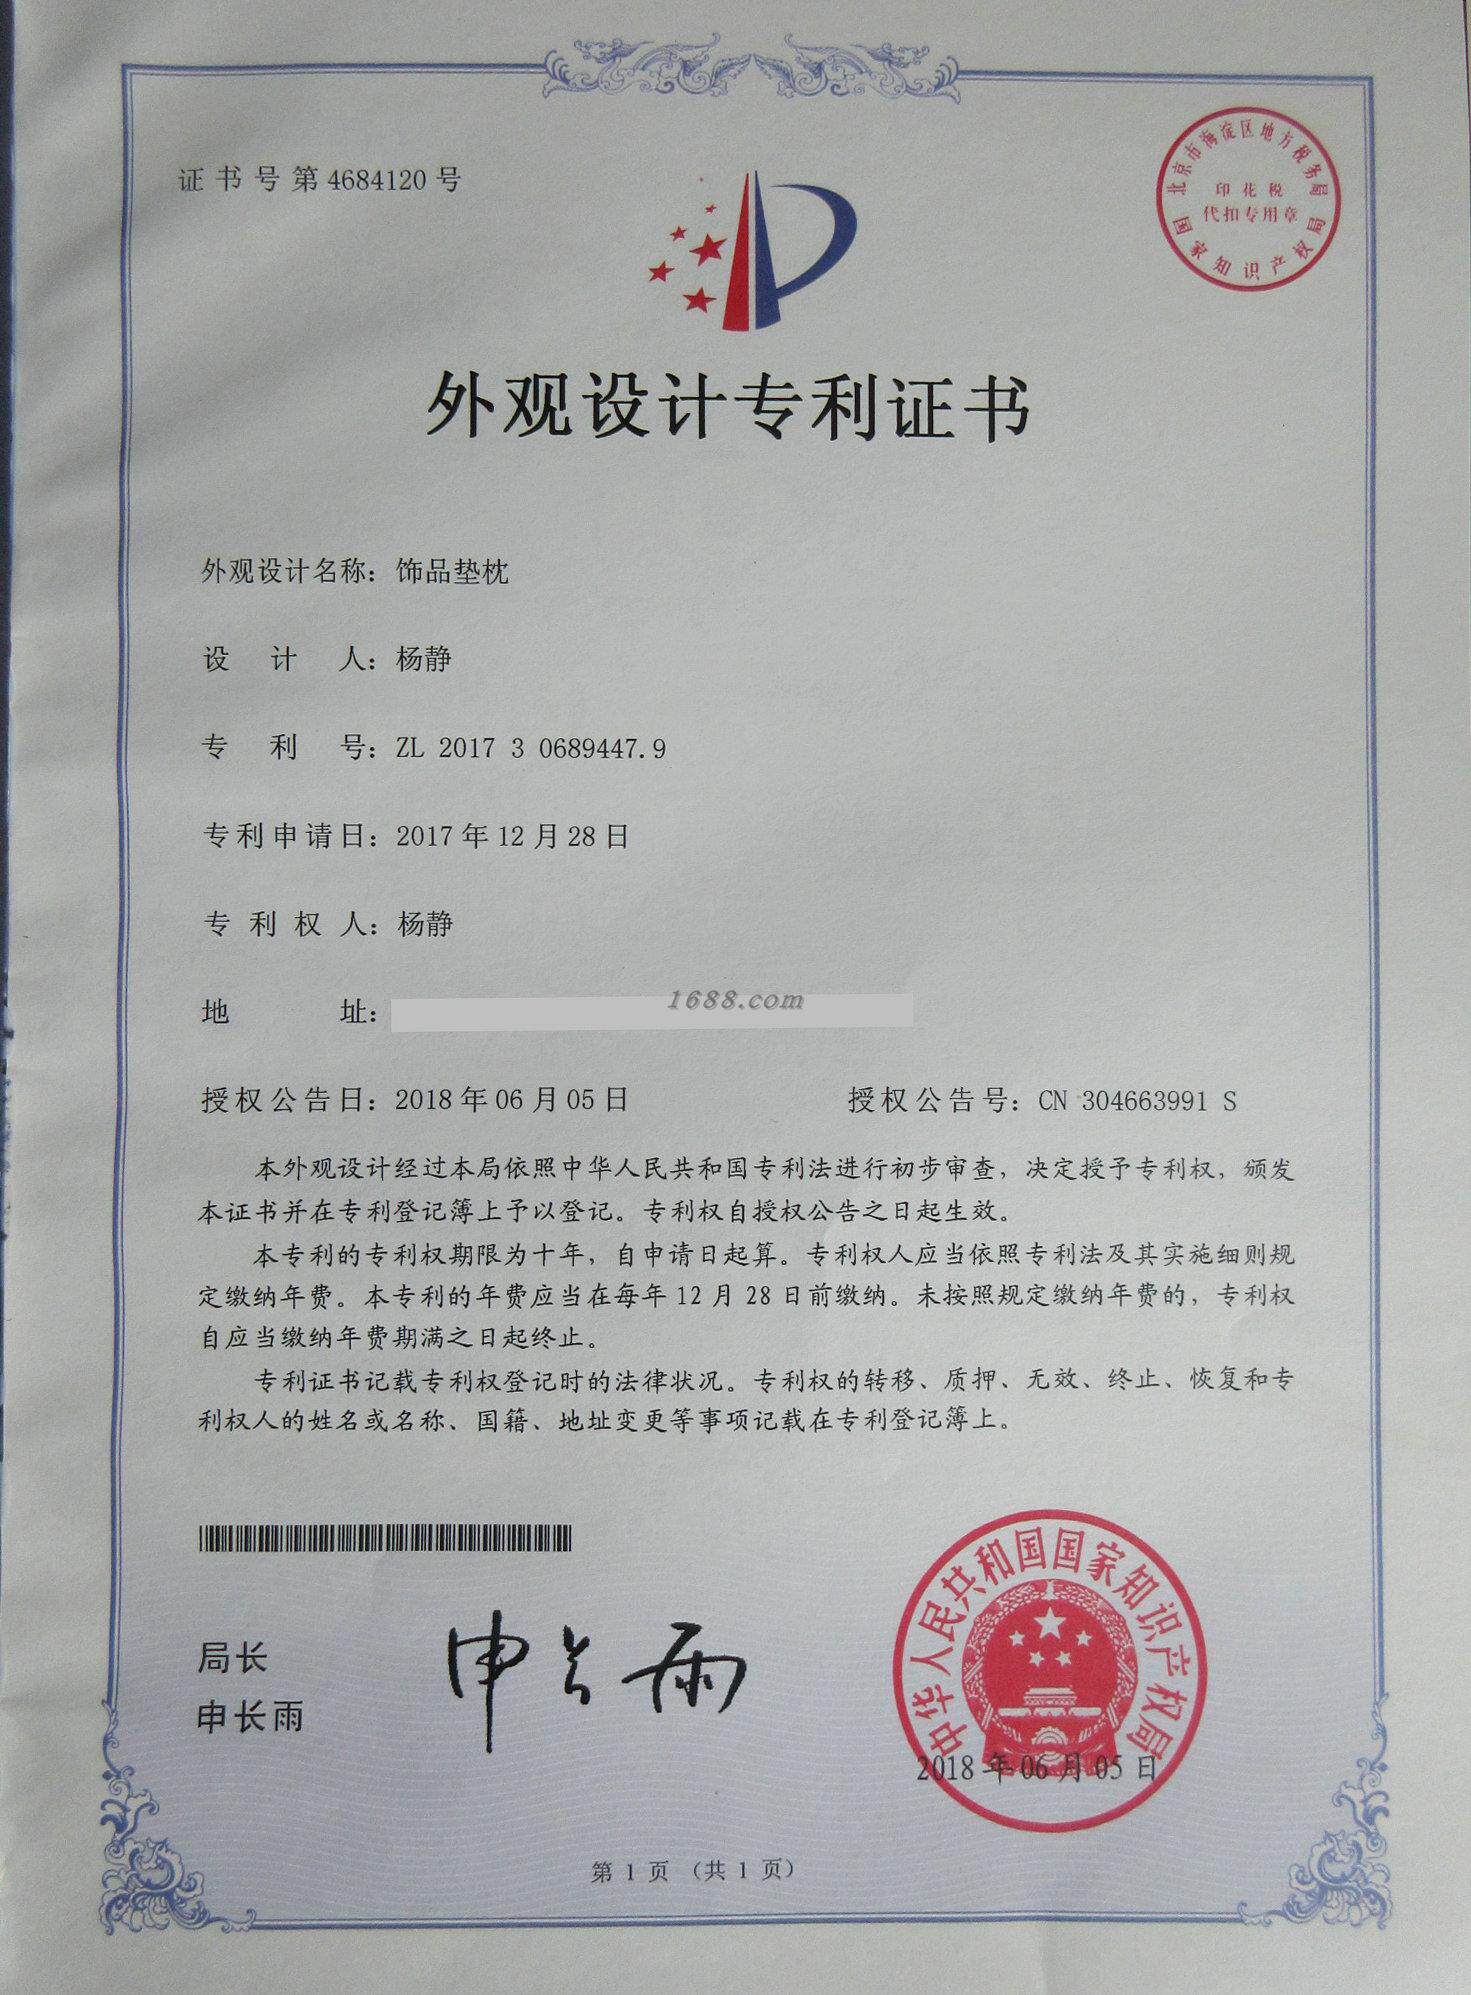 证书号第4684120号
北京市海淀区地方税务局
印花税
代扣专用章
国家知识产权局
外观设计专利证书
外观设计名称：饰品垫枕
设计人：杨静
专利号：ZL 2017 3 0689447.9
专利申请日：2017年12月28日
专利权人：杨静
地址：
1688.com
授权公告日：2018年06月05日 授权公告号：CN 304663991 S
本外观设计经过本局依照中华人民共和国专利法进行初步审查，决定授予专利权，颁发
本证书并在专利登记簿上予以登记。专利权自授权公告之日起生效。
本专利的专利权期限为十年，自申请日起算。专利权人应当依照专利法及其实施细则规
定缴纳年费。本专利的年费应当在每年12月28日前缴纳。未按照规定缴纳年费的，专利权
自应当缴纳年费期满之日起终止。
专利证书记载专利权登记时的法律状况。专利权的转移、质押、无效、终止、恢复和专
利权人的姓名或名称、国籍、地址变更等事项记载在专利登记簿上。
局长
申长雨
申长雨
中华人民共和国国家知识产权局
2018年06月05日
第1页（共1页）